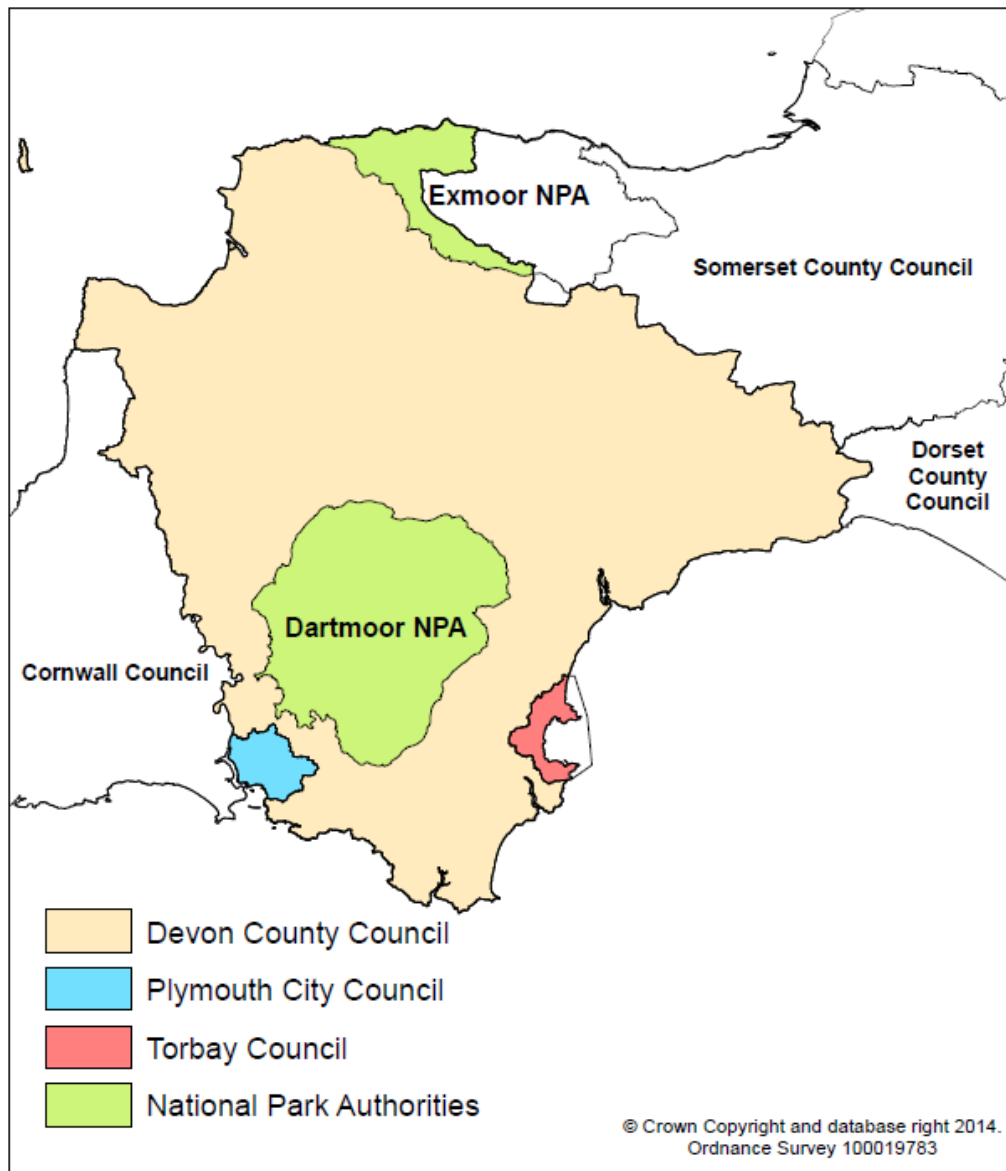 Exmoor NPA
Somerset County Council
Dorset
County
Council
Dartmoor NPA
Cornwall Council
Devon County Council
Plymouth City Council
Torbay Council
National Park Authorities
© Crown Copyright and database right 2014.
Ordnance Survey 100019783